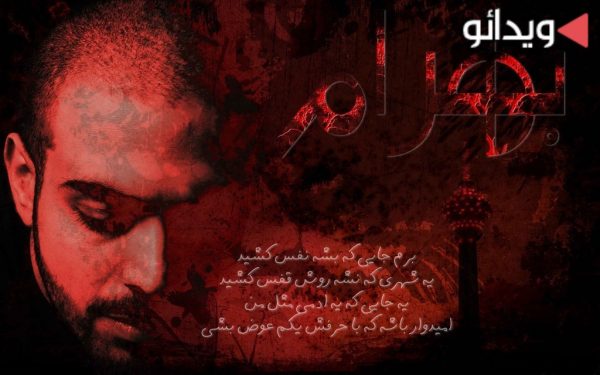 ویدائو
بهرام
برم جایی که بشه نفس کشید
یه شهری که نشه روش قفس کشید
یه جایی که یه آدمی مثل من
امیدوار باشه که با حرفش یکم عوض بشی